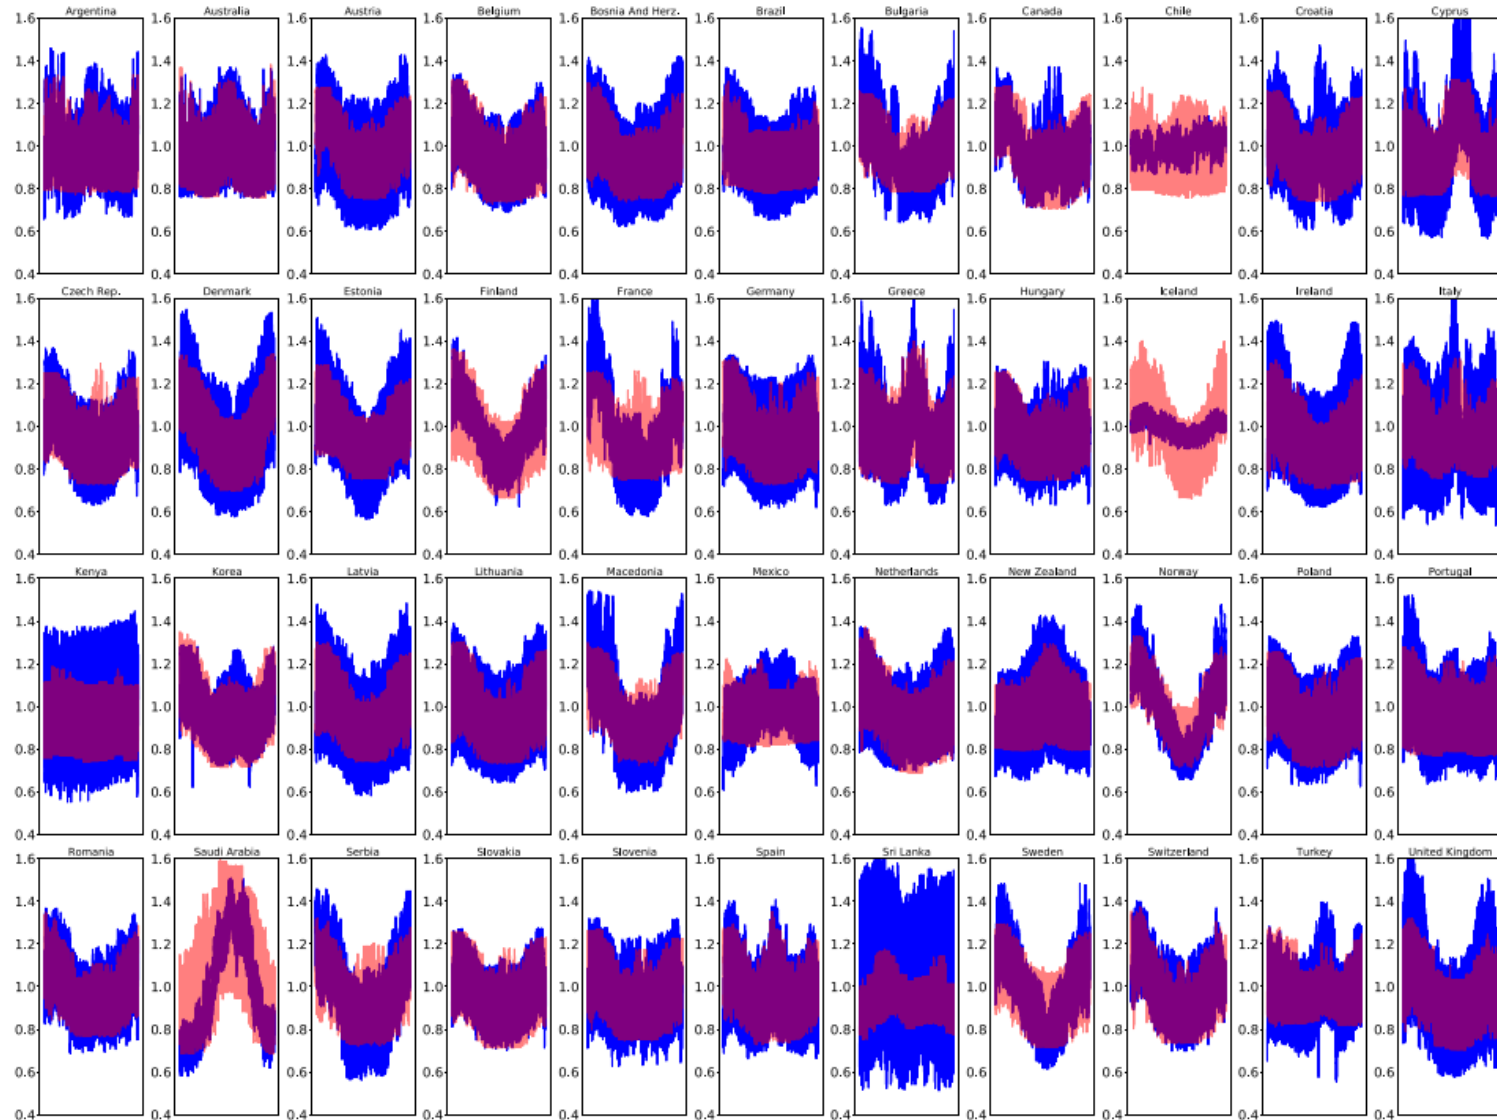 Argentina Australia Austria Belgium Bosnia And Herz. Brazil Bulgaria Canada Chile Croatia Cyprus
1.6 1.6 1.6 1.6 1.6 1.6 1.6 1.6 1.6 1.6 1.6
1.4 1.4 1.4 1.4 1.4 1.4 1.4 1.4 1.4 1.4 1.4
1.2 1.2 1.2 1.2 1.2 1.2 1.2 1.2 1.2 1.2 1.2
1.0 1.0 1.0 1.0 1.0 1.0 1.0 1.0 1.0 1.0 1.0
0.8 0.8 0.8 0.8 0.8 0.8 0.8 0.8 0.8 0.8 0.8
0.6 0.6 0.6 0.6 0.6 0.6 0.6 0.6 0.6 0.6 0.6
0.4 0.4 0.4 0.4 0.4 0.4 0.4 0.4 0.4 0.4 0.4
Czech Rep. Denmark Estonia Finland France Germany Greece Hungary Iceland Ireland Italy
1.6 1.6 1.6 1.6 1.6 1.6 1.6 1.6 1.6 1.6 1.6
1.4 1.4 1.4 1.4 1.4 1.4 1.4 1.4 1.4 1.4 1.4
1.2 1.2 1.2 1.2 1.2 1.2 1.2 1.2 1.2 1.2 1.2
1.0 1.0 1.0 1.0 1.0 1.0 1.0 1.0 1.0 1.0 1.0
0.8 0.8 0.8 0.8 0.8 0.8 0.8 0.8 0.8 0.8 0.8
0.6 0.6 0.6 0.6 0.6 0.6 0.6 0.6 0.6 0.6 0.6
0.4 0.4 0.4 0.4 0.4 0.4 0.4 0.4 0.4 0.4 0.4
Kenya Korea Latvia Lithuania Macedonia Mexico Netherlands New Zealand Norway Poland Portugal
1.6 1.6 1.6 1.6 1.6 1.6 1.6 1.6 1.6 1.6 1.6
1.4 1.4 1.4 1.4 1.4 1.4 1.4 1.4 1.4 1.4 1.4
1.2 1.2 1.2 1.2 1.2 1.2 1.2 1.2 1.2 1.2 1.2
1.0 1.0 1.0 1.0 1.0 1.0 1.0 1.0 1.0 1.0 1.0
0.8 0.8 0.8 0.8 0.8 0.8 0.8 0.8 0.8 0.8 0.8
0.6 0.6 0.6 0.6 0.6 0.6 0.6 0.6 0.6 0.6 0.6
0.4 0.4 0.4 0.4 0.4 0.4 0.4 0.4 0.4 0.4 0.4
Romania Saudi Arabia Serbia Slovakia Slovenia Spain Sri Lanka Sweden Switzerland Turkey United Kingdom
1.6 1.6 1.6 1.6 1.6 1.6 1.6 1.6 1.6 1.6 1.6
1.4 1.4 1.4 1.4 1.4 1.4 1.4 1.4 1.4 1.4 1.4
1.2 1.2 1.2 1.2 1.2 1.2 1.2 1.2 1.2 1.2 1.2
1.0 1.0 1.0 1.0 1.0 1.0 1.0 1.0 1.0 1.0 1.0
0.8 0.8 0.8 0.8 0.8 0.8 0.8 0.8 0.8 0.8 0.8
0.6 0.6 0.6 0.6 0.6 0.6 0.6 0.6 0.6 0.6 0.6
0.4 0.4 0.4 0.4 0.4 0.4 0.4 0.4 0.4 0.4 0.4